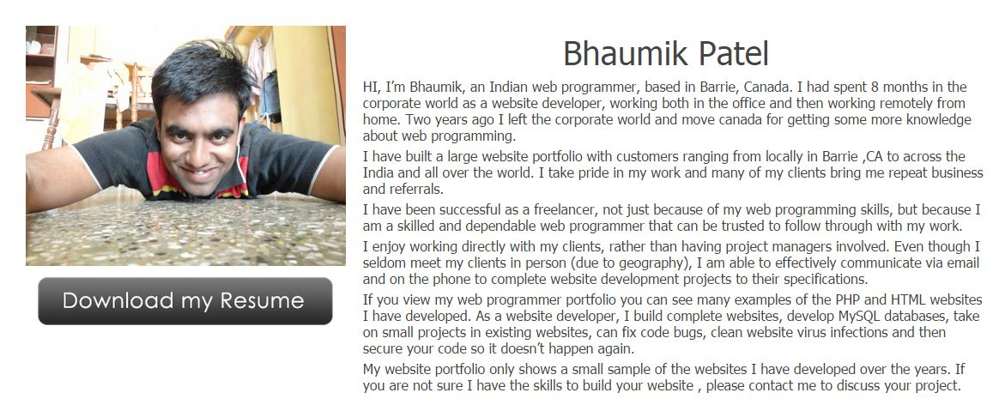 Bhaumik Patel
HI, I’m Bhaumik, an Indian web programmer, based in Barrie, Canada. I had spent 8 months in the
corporate world as a website developer, working both in the office and then working remotely from
home. Two years ago I left the corporate world and move canada for getting some more knowledge
about web programming.
I have built a large website portfolio with customers ranging from locally in Barrie ,CA to across the
India and all over the world. I take pride in my work and many of my clients bring me repeat business
and referrals.
I have been successful as a freelancer, not just because of my web programming skills, but because I
am a skilled and dependable web programmer that can be trusted to follow through with my work.
I enjoy working directly with my clients, rather than having project managers involved. Even though I
seldom meet my clients in person (due to geography), I am able to effectively communicate via email
and on the phone to complete website development projects to their specifications.
If you view my web programmer portfolio you can see many examples of the PHP and HTML websites
I have developed. As a website developer, I build complete websites, develop MySQL databases, take
on small projects in existing websites, can fix code bugs, clean website virus infections and then
secure your code so it doesn’t happen again.
My website portfolio only shows a small sample of the websites I have developed over the years. If
you are not sure I have the skills to build your website , please contact me to discuss your project.
Download my Resume